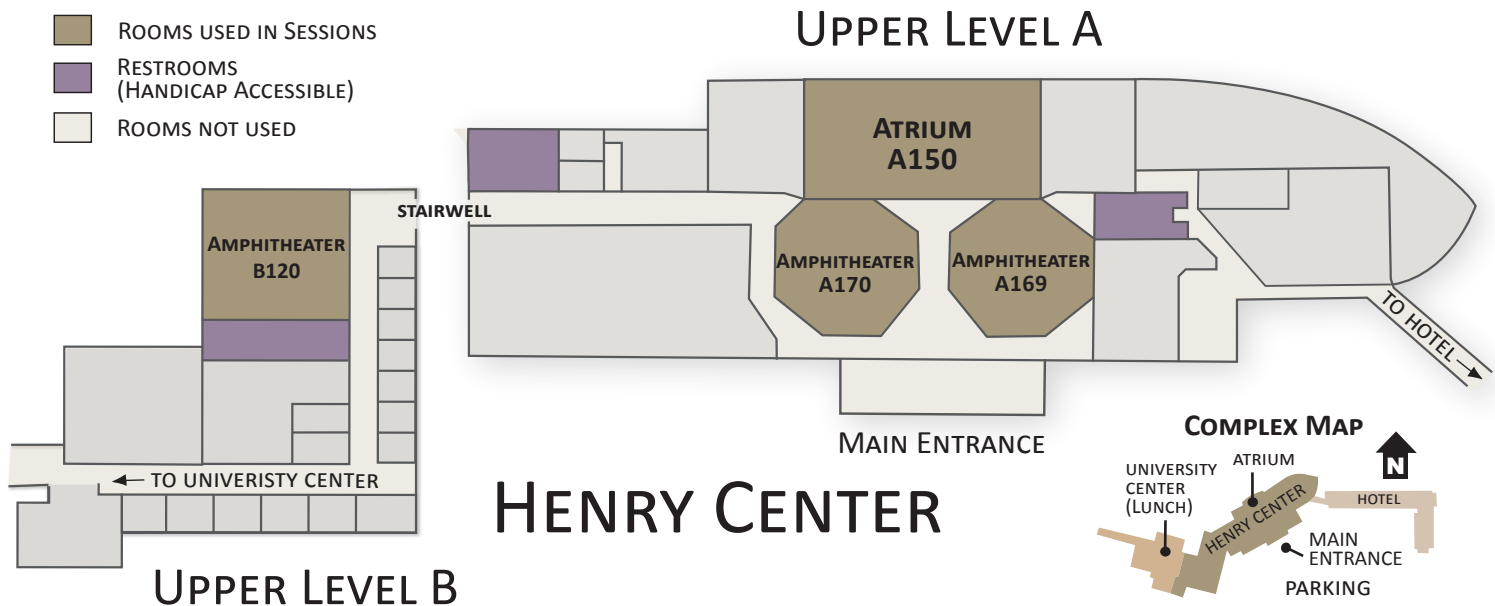 Rooms used in Sessions
Restrooms
(Handicap Accessible)
Rooms not used
Upper Level A
Atrium
A150
stairwell
Amphitheater
B120
Amphitheater
A170
Amphitheater
A169
to hotel
Main Entrance
to Univeristy Center
Henry Center
Upper Level B
Complex Map
N
University
Center
(Lunch)
Atrium
Henry Center
Hotel
Main
Entrance
Parking